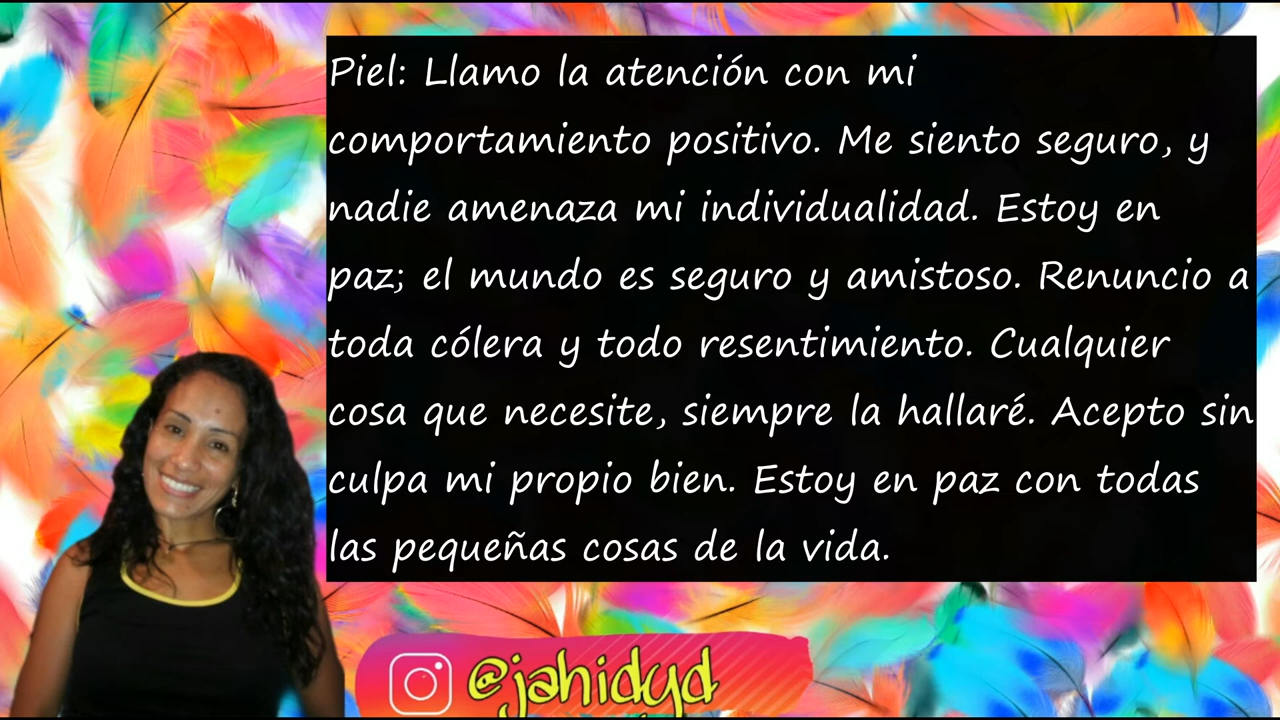 Piel: Llamo la atención con mi
comportamiento positivo. Me siento seguro, y
nadie amenaza mi individualidad. Estoy en
paz; el mundo es seguro y amistoso. Renuncio a
toda cólera y todo resentimiento. Cualquier
cosa que necesite, siempre la hallaré. Acepto sin
culpa mi propio bien. Estoy en paz con todas
las pequeñas cosas de la vida.
@jahidyd